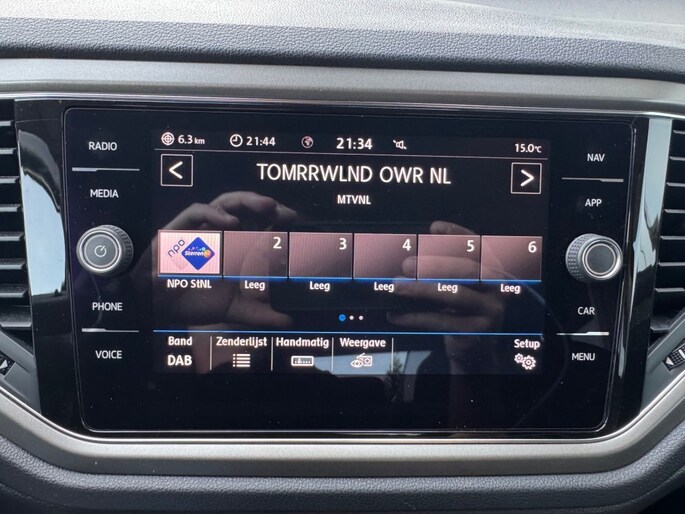 RADIO
MEDIA
PHONE
VOICE
6.3 km 21:44 21:34 15.0°C
< TOMRRWLND OWR NL >
MTVNL
npo Sterren 2 3 4 5 6
NPO StNL Leeg Leeg Leeg Leeg Leeg
Band Zenderlijst Handmatig Weergave Setup
DAB
NAV
APP
CAR
MENU